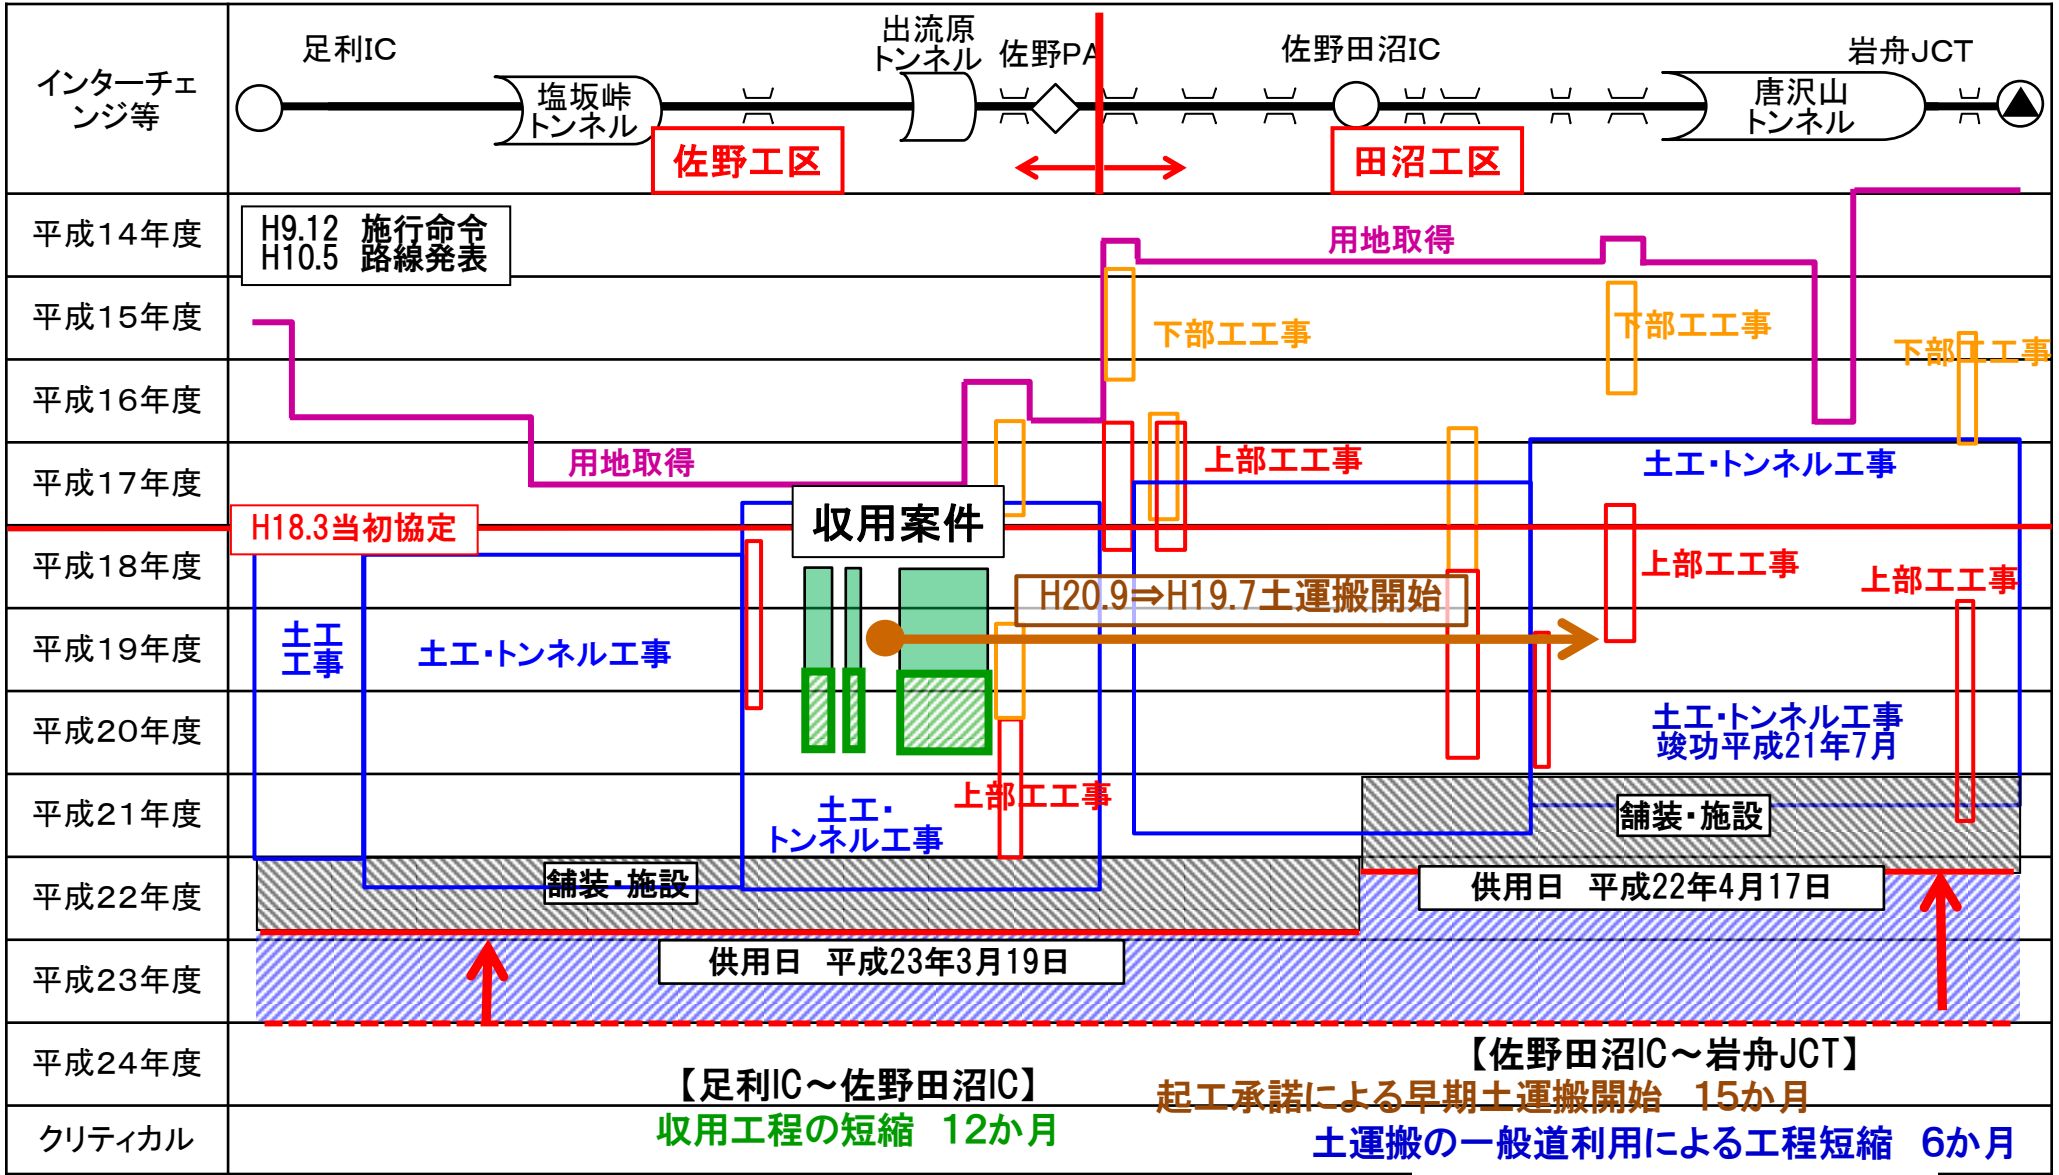 インターチェ
ンジ等
足利IC
塩坂峠
トンネル
出流原
トンネル
佐野PA
佐野田沼IC
岩舟JCT
唐沢山
トンネル
佐野工区
田沼工区
平成14年度
H9.12 施行命令
H10.5 路線発表
用地取得
平成15年度
下部工工事
下部工工事
下部工工事
平成16年度
平成17年度
用地取得
上部工工事
土工・トンネル工事
収用案件
H18.3当初協定
平成18年度
上部工工事
上部工工事
H20.9⇒H19.7土運搬開始
平成19年度
土工
工事
土工・トンネル工事
平成20年度
土工・トンネル工事
竣功平成21年7月
平成21年度
上部工工事
土工・
トンネル工事
舗装・施設
平成22年度
舗装・施設
供用日 平成22年4月17日
平成23年度
供用日 平成23年3月19日
平成24年度
【足利IC～佐野田沼IC】
【佐野田沼IC～岩舟JCT】
起工承諾による早期土運搬開始 15か月
クリティカル
収用工程の短縮 12か月
土運搬の一般道利用による工程短縮 6か月